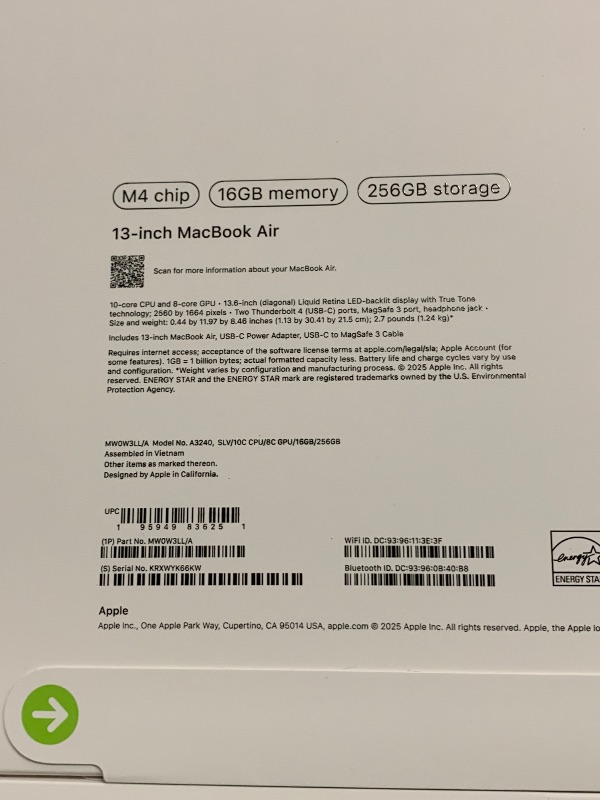 M4 chip 16GB memory 256GB storage
13-inch MacBook Air
Scan for more information about your MacBook Air.
10-core CPU and 8-core GPU • 13.6-inch (diagonal) Liquid Retina LED-backlit display with True Tone
technology; 2560 by 1664 pixels • Two Thunderbolt 4 (USB-C) ports, MagSafe 3 port, headphone jack •
Size and weight: 0.44 by 11.97 by 8.46 inches (1.13 by 30.41 by 21.5 cm); 2.7 pounds (1.24 kg)*
Includes 13-inch MacBook Air, USB-C Power Adapter, USB-C to MagSafe 3 Cable
Requires internet access; acceptance of the software license terms at apple.com/legal/sla; Apple Account (for
some features). 1GB = 1 billion bytes; actual formatted capacity less. Battery life and charge cycles vary by use
and configuration. *Weight varies by configuration and manufacturing process. © 2025 Apple Inc. All rights
reserved. ENERGY STAR and the ENERGY STAR mark are registered trademarks owned by the U.S. Environmental
Protection Agency.
MW0W3LL/A Model No. A3240, SLV/10C CPU/8C GPU/16GB/256GB
Assembled in Vietnam
Other items as marked thereon.
Designed by Apple in California.
UPC
1 95949 83625 1
(1P) Part No. MW0W3LL/A
WiFi ID. DC:93:96:11:3E:3F
(S) Serial No. KRXWYK66KW
Bluetooth ID. DC:93:96:0B:40:B8
energy
ENERGY STA
Apple
Apple Inc., One Apple Park Way, Cupertino, CA 95014 USA, apple.com © 2025 Apple Inc. All rights reserved. Apple, the Apple lo